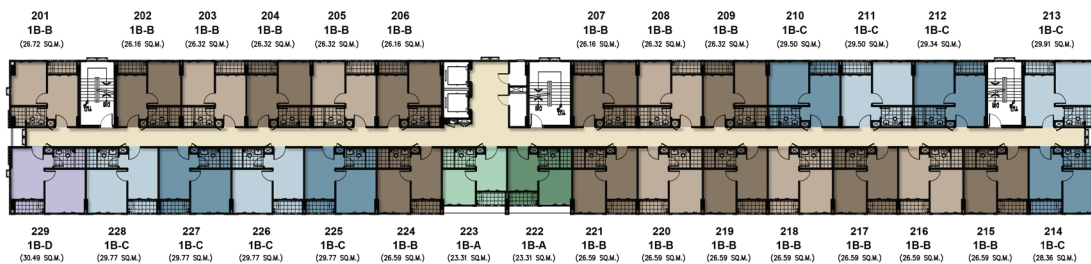 201 202 203 204 205 206 207 208 209 210 211 212 213
1B-B 1B-B 1B-B 1B-B 1B-B 1B-B 1B-B 1B-B 1B-B 1B-C 1B-C 1B-C 1B-C
(26.72 SQ.M.) (26.16 SQ.M.) (26.32 SQ.M.) (26.32 SQ.M.) (26.32 SQ.M.) (26.16 SQ.M.) (26.16 SQ.M.) (26.32 SQ.M.) (26.32 SQ.M.) (29.50 SQ.M.) (29.50 SQ.M.) (29.34 SQ.M.) (29.91 SQ.M.)
229 228 227 226 225 224 223 222 221 220 219 218 217 216 215 214
1B-D 1B-C 1B-C 1B-C 1B-C 1B-B 1B-A 1B-A 1B-B 1B-B 1B-B 1B-B 1B-B 1B-B 1B-B 1B-C
(30.49 SQ.M.) (29.77 SQ.M.) (29.77 SQ.M.) (29.77 SQ.M.) (29.77 SQ.M.) (26.59 SQ.M.) (23.31 SQ.M.) (23.31 SQ.M.) (26.59 SQ.M.) (26.59 SQ.M.) (26.59 SQ.M.) (26.59 SQ.M.) (26.59 SQ.M.) (26.59 SQ.M.) (26.59 SQ.M.) (28.36 SQ.M.)